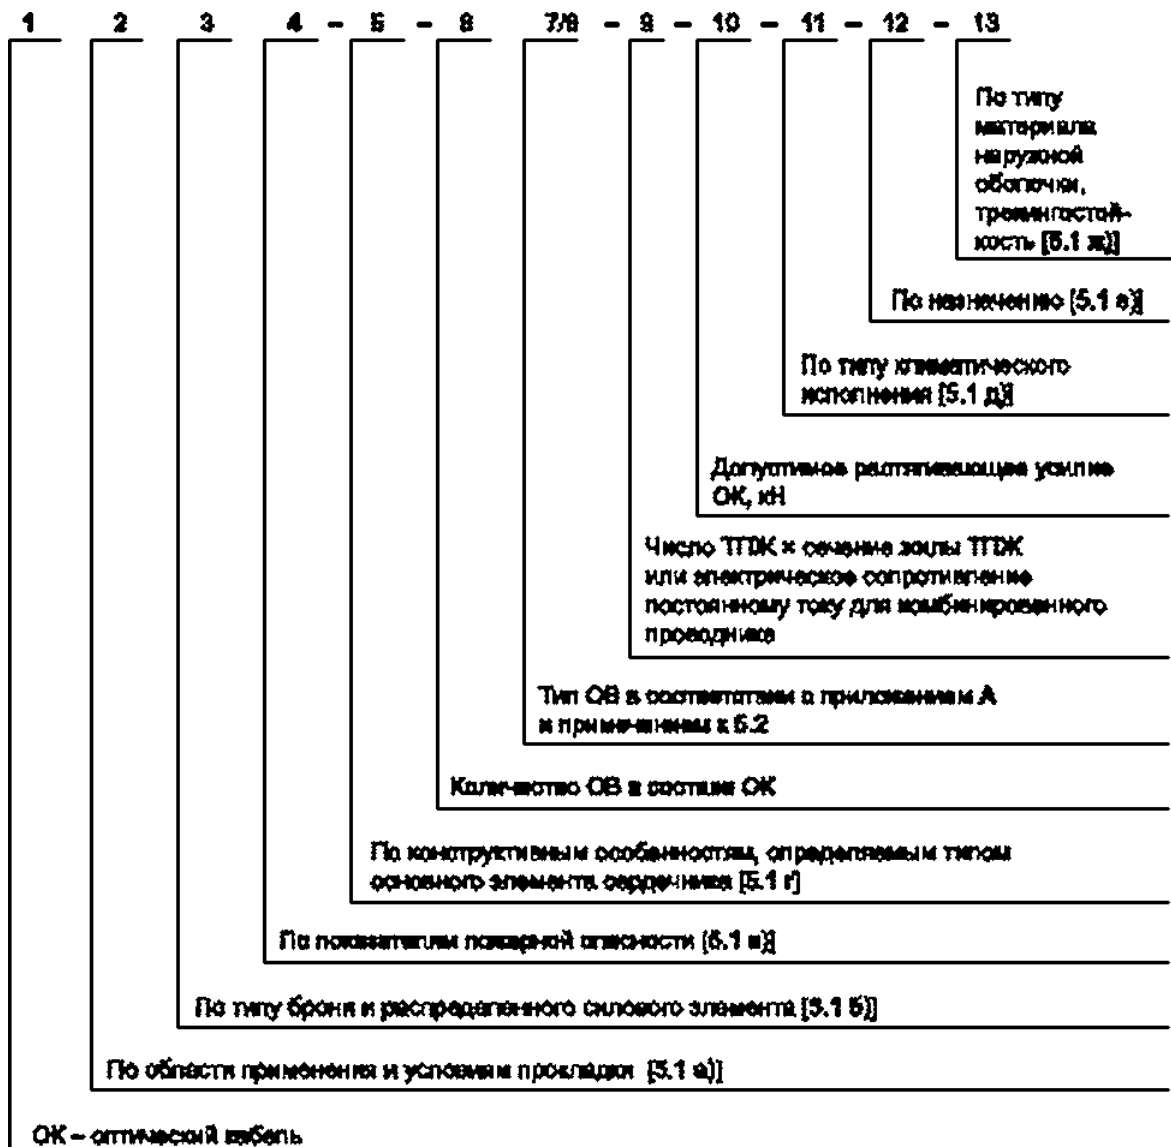 1 2 3 4 – 5 – 6 7/8 – 9 – 10 – 11 – 12 – 13
По типу
материала
наружной
оболочки,
трекингостой-
кость [5.1 ж)]
По назначению [5.1 е)]
По типу климатического
исполнения [5.1 д)]
Допустимое растягивающее усилие
ОК, кН
Число ТПЖ × сечение жилы ТПЖ
или электрическое сопротивление
постоянному току для комбинированного
проводника
Тип ОВ в соответствии с приложением А
и примечанием к 5.2
Количество ОВ в составе ОК
По конструктивным особенностям, определяемым типом
основного элемента сердечника [5.1 г]
По показателям пожарной опасности [5.1 в)]
По типу брони и распределенного силового элемента [5.1 б)]
По области применения и условиям прокладки [5.1 а)]
ОК – оптический кабель